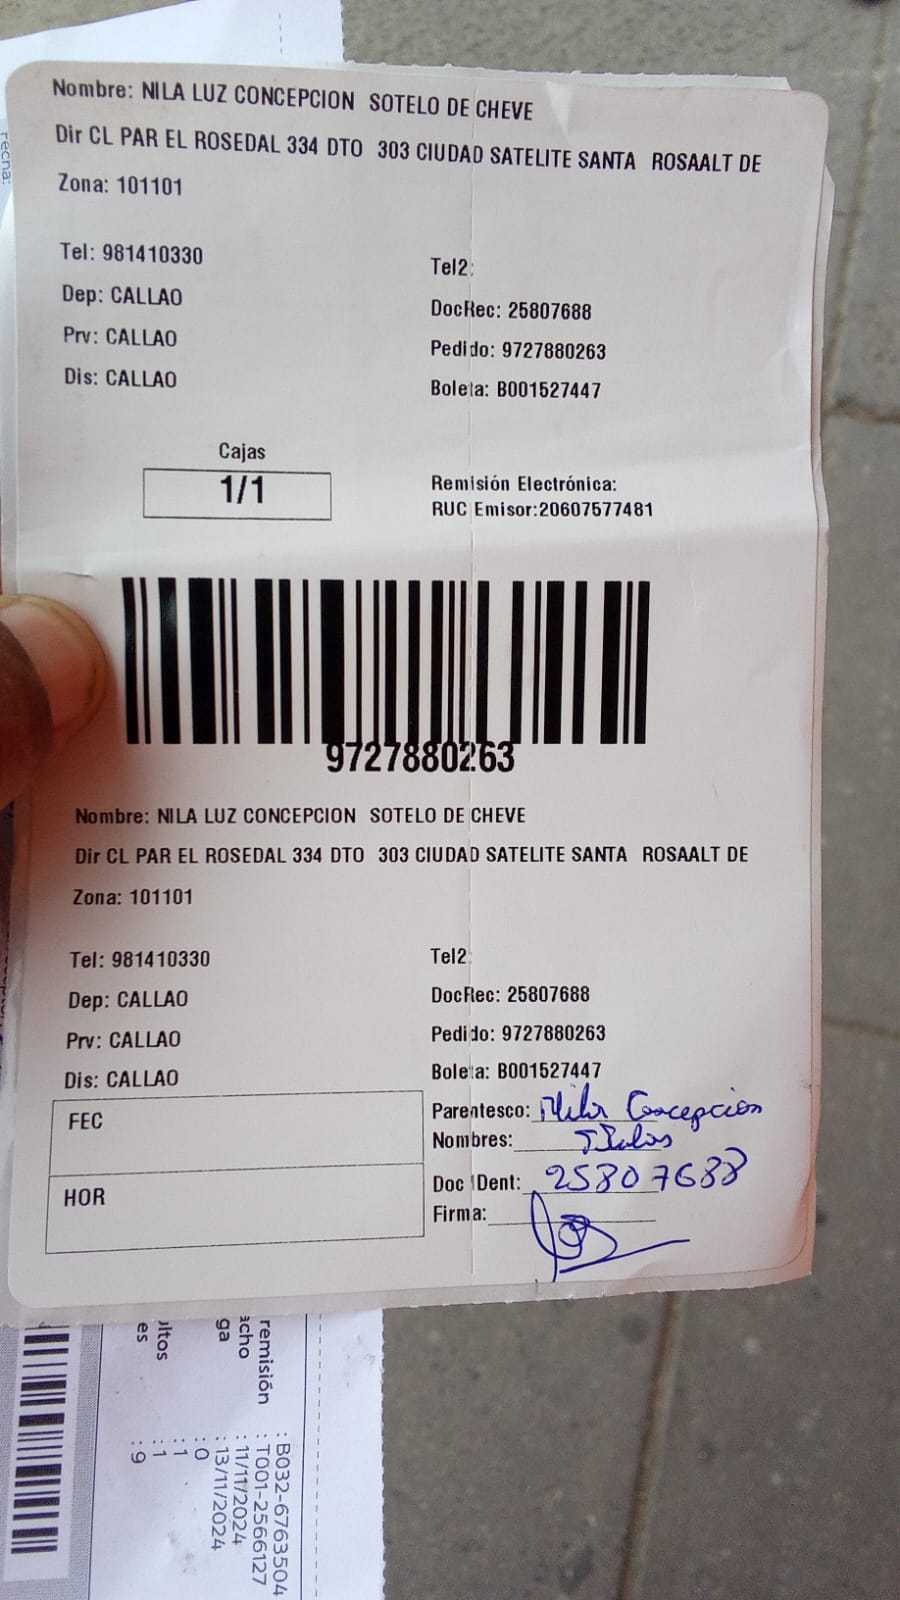 Nombre: NILA LUZ CONCEPCION SOTELO DE CHEVE
Dir CL PAR EL ROSEDAL 334 DTO 303 CIUDAD SATELITE SANTA ROSAALT DE
Zona: 101101
Tel: 981410330
Tel2:
Dep: CALLAO
DocRec: 25807688
Prv: CALLAO
Pedido: 9727880263
Dis: CALLAO
Boleta: B001527447
Cajas
1/1
Remisión Electrónica:
RUC Emisor:20607577481
9727880263
Nombre: NILA LUZ CONCEPCION SOTELO DE CHEVE
Dir CL PAR EL ROSEDAL 334 DTO 303 CIUDAD SATELITE SANTA ROSAALT DE
Zona: 101101
Tel: 981410330
Tel2:
Dep: CALLAO
DocRec: 25807688
Prv: CALLAO
Pedido: 9727880263
Dis: CALLAO
Boleta: B001527447
FEC
Parentesco: Nila Concepcion
Nombres:
HOR
Doc IDent: 25807688
Firma:
remisión
acho
ga
ultos
es
: B032-6763504
: T001-2566127
: 11/11/2024
: 13/11/2024
: 0
: 1
: 1
: 9